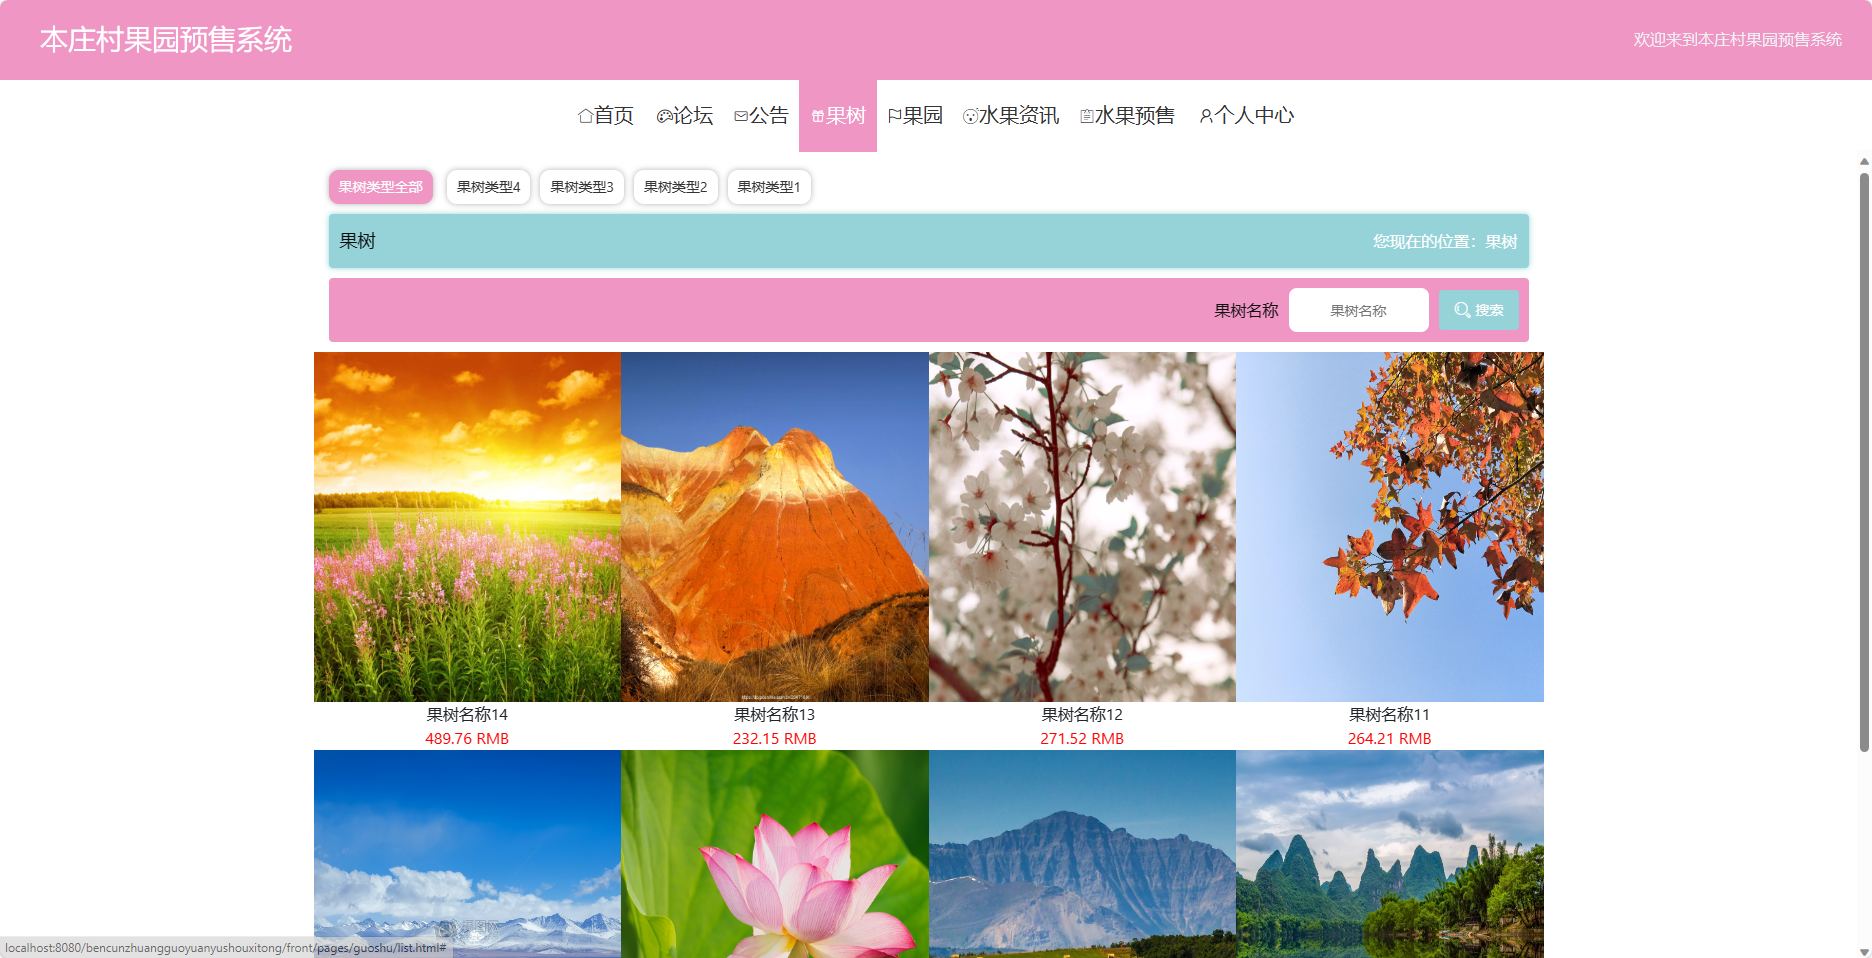 本庄村果园预售系统
欢迎来到本庄村果园预售系统
首页 论坛 公告 果树 果园 水果资讯 水果预售 个人中心
果树类型全部 果树类型4 果树类型3 果树类型2 果树类型1
果树
您现在的位置：果树
果树名称 果树名称 搜索
果树名称14
489.76 RMB
果树名称13
232.15 RMB
果树名称12
271.52 RMB
果树名称11
264.21 RMB
localhost:8080/bencunzhuangguoyuanyushouxitong/front/pages/guoshu/list.html#